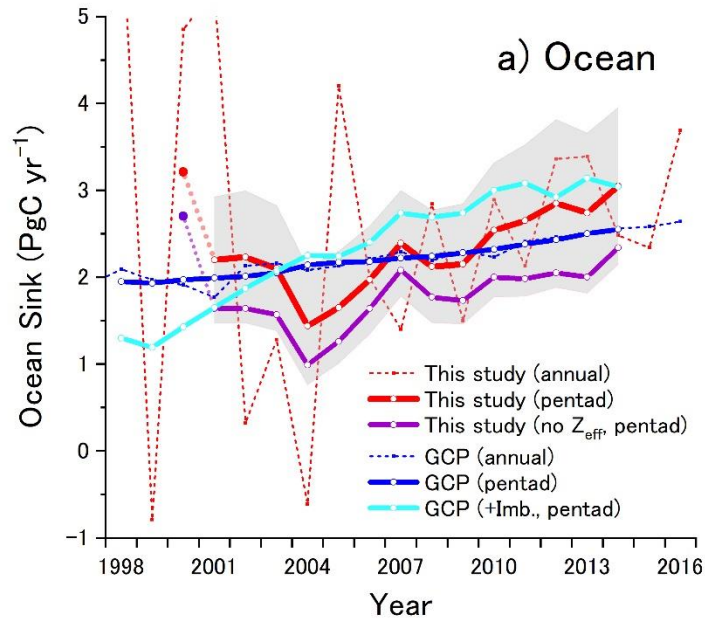 a) Ocean
Ocean Sink (PgC yr⁻¹)
5
4
3
2
1
0
-1
This study (annual)
This study (pentad)
This study (no Z_eff, pentad)
GCP (annual)
GCP (pentad)
GCP (+Imb., pentad)
1998 2001 2004 2007 2010 2013 2016
Year